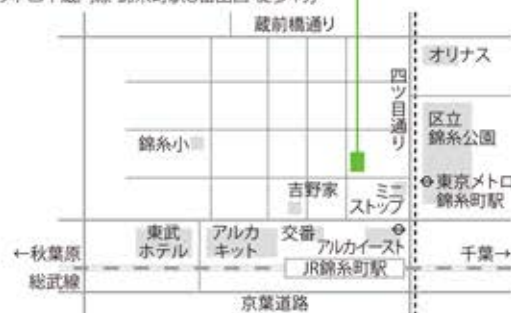 蔵前橋通り
オリナス
四ツ目通り
区立
錦糸公園
錦糸小
東京メトロ
錦糸町駅
吉野家
ミニ
ストップ
東武
ホテル
アルカ
キット
交番
アルカイースト
←秋葉原
千葉→
JR錦糸町駅
総武線
京葉道路